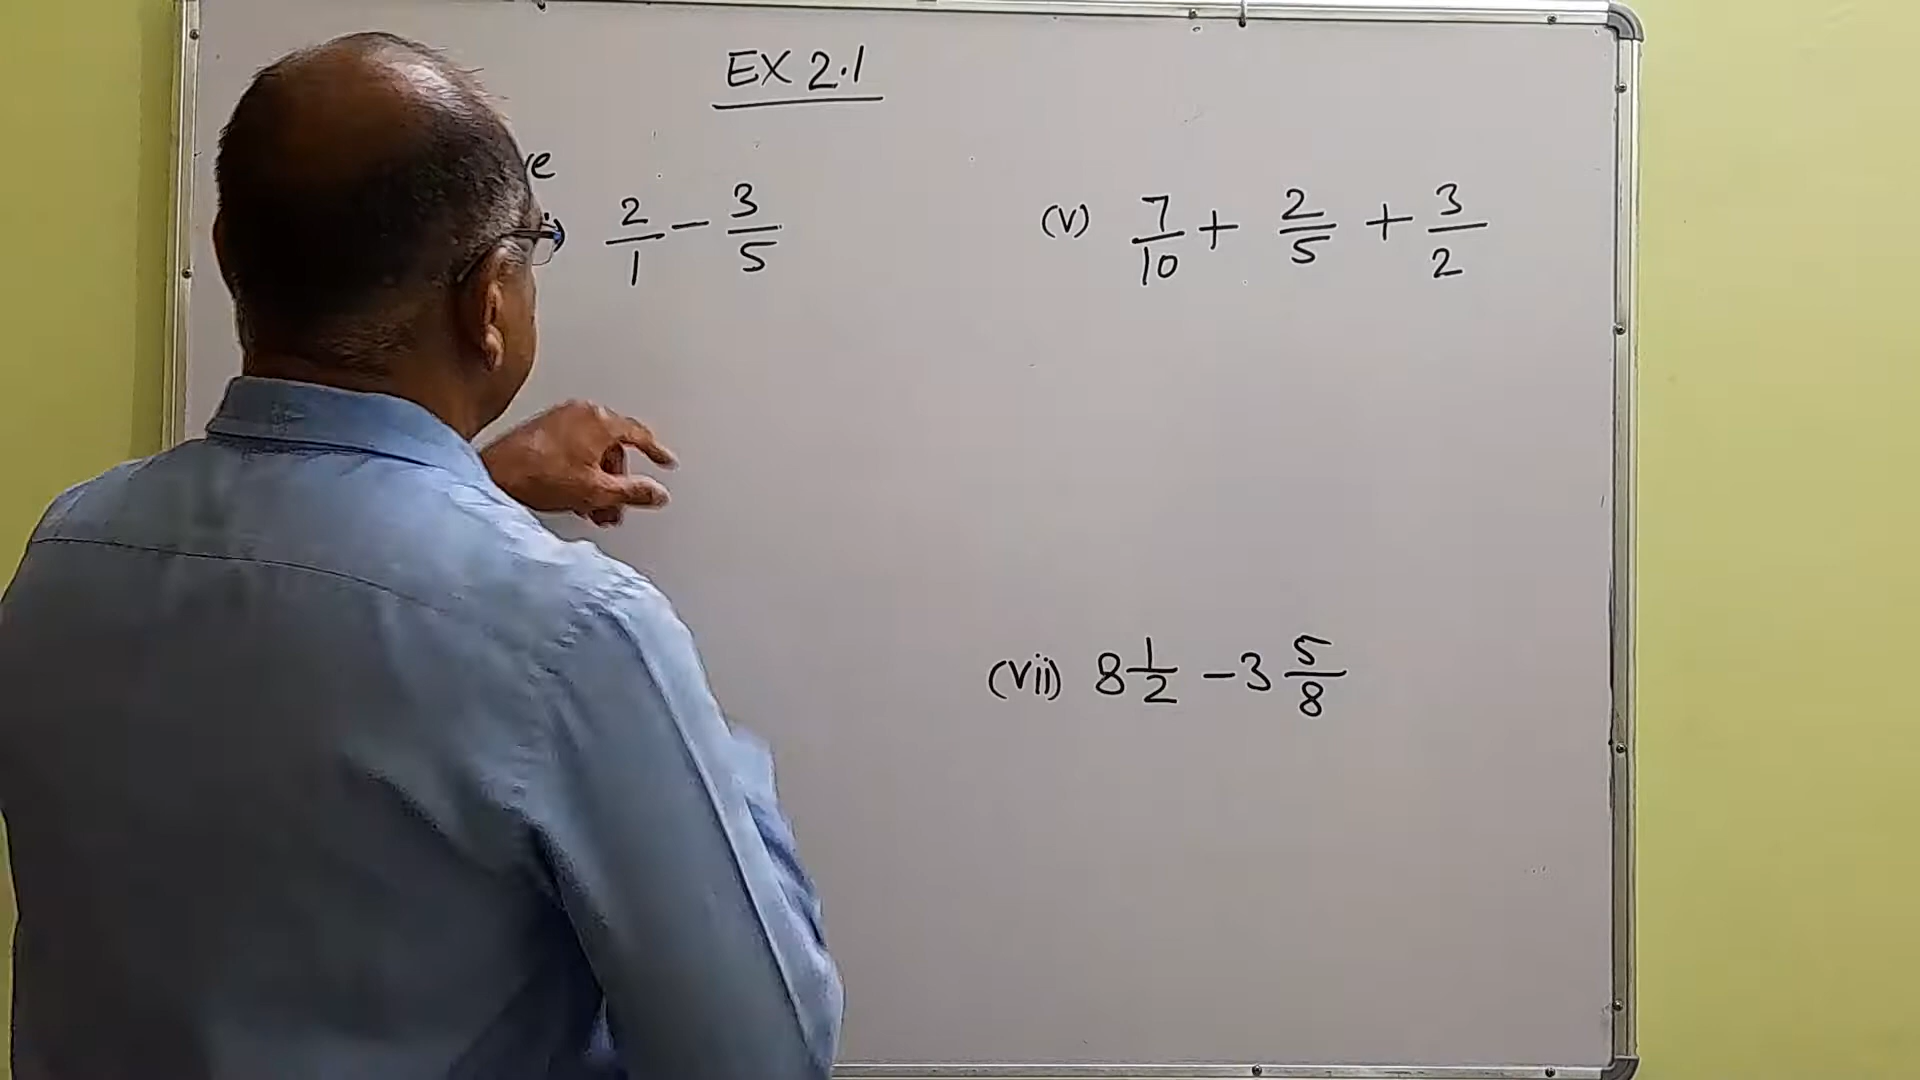 EX 2.1
2/1 - 3/5
(v) 7/10 + 2/5 + 3/2
(vii) 8 1/2 - 3 5/8